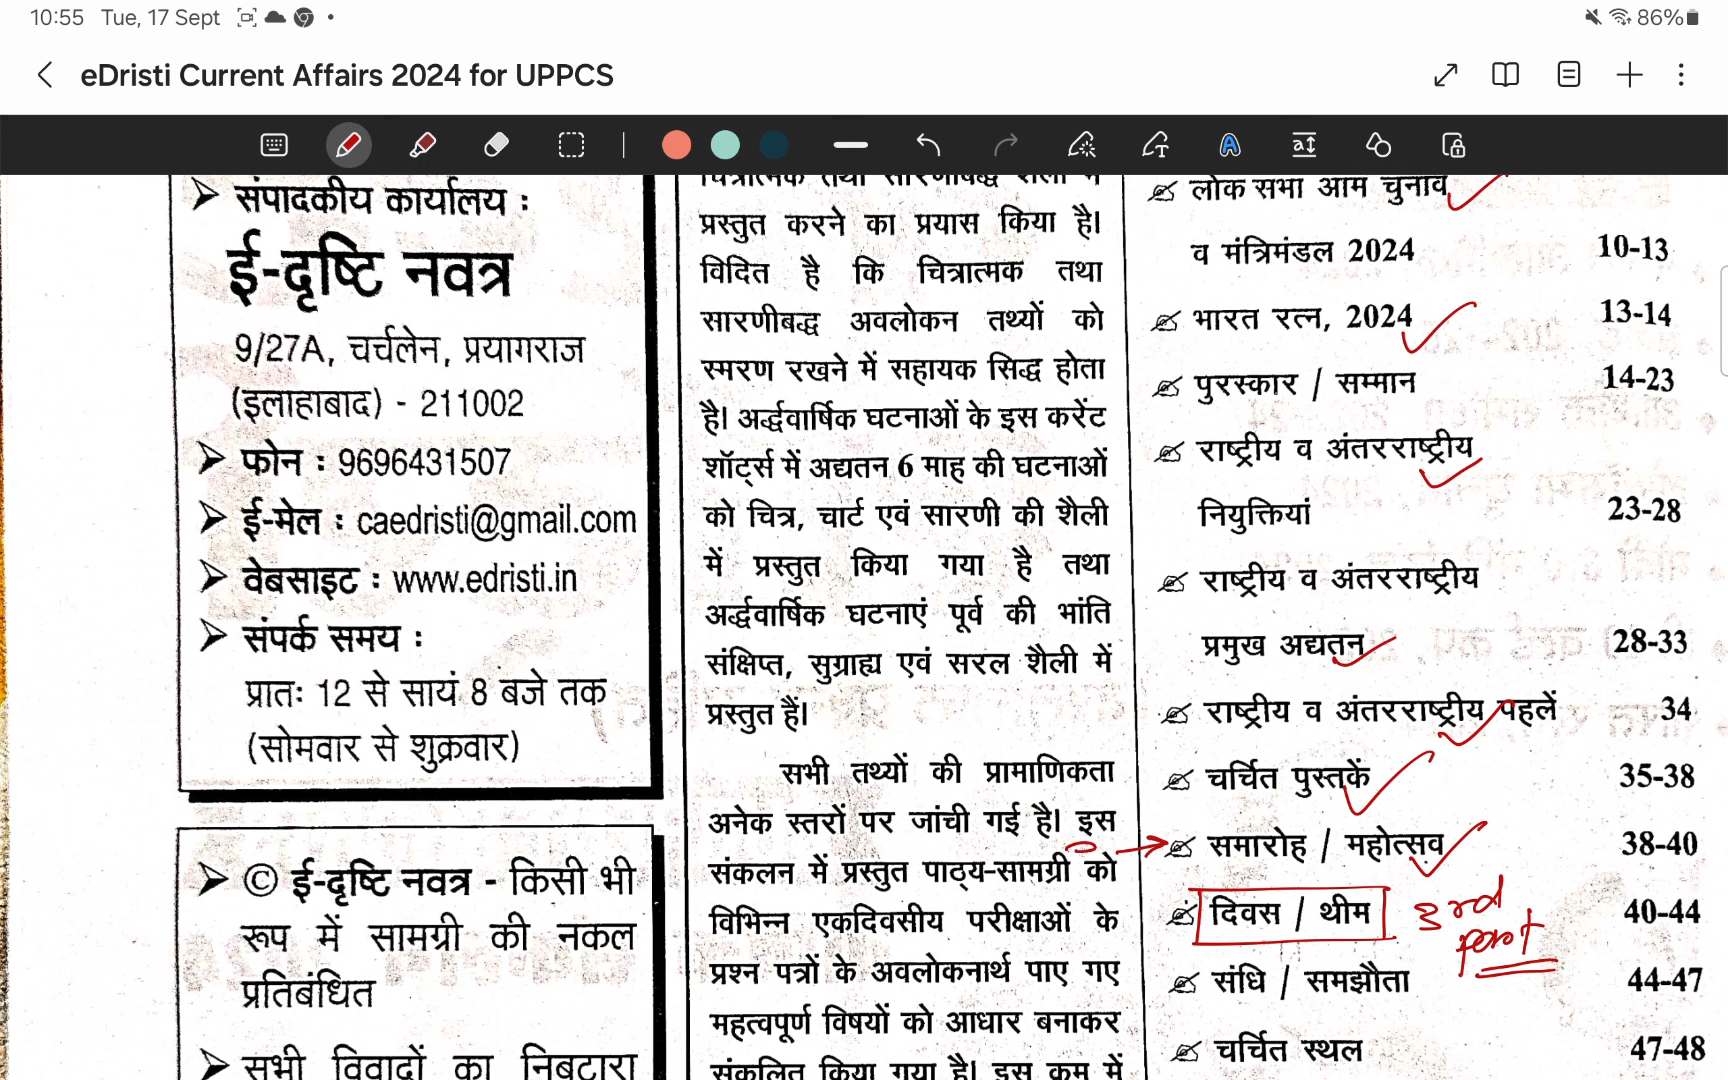 10:55 Tue, 17 Sept
86%
eDristi Current Affairs 2024 for UPPCS
➢ संपादकीय कार्यालय :
ई-दृष्टि नवत्र
9/27A, चर्चलेन, प्रयागराज
(इलाहाबाद) - 211002
➢ फोन : 9696431507
➢ ई-मेल : caedristi@gmail.com
➢ वेबसाइट : www.edristi.in
➢ संपर्क समय :
प्रातः 12 से सायं 8 बजे तक
(सोमवार से शुक्रवार)
➢ © ई-दृष्टि नवत्र - किसी भी
रूप में सामग्री की नकल
प्रतिबंधित
➢ सभी विवादों का निबटारा
चित्रात्मक तथा सारणीबद्ध शैली में
प्रस्तुत करने का प्रयास किया है।
विदित है कि चित्रात्मक तथा
सारणीबद्ध अवलोकन तथ्यों को
स्मरण रखने में सहायक सिद्ध होता
है। अर्द्धवार्षिक घटनाओं के इस करेंट
शॉर्ट्स में अद्यतन 6 माह की घटनाओं
को चित्र, चार्ट एवं सारणी की शैली
में प्रस्तुत किया गया है तथा
अर्द्धवार्षिक घटनाएं पूर्व की भांति
संक्षिप्त, सुग्राह्य एवं सरल शैली में
प्रस्तुत हैं।
सभी तथ्यों की प्रामाणिकता
अनेक स्तरों पर जांची गई है। इस
संकलन में प्रस्तुत पाठ्य-सामग्री को
विभिन्न एकदिवसीय परीक्षाओं के
प्रश्न पत्रों के अवलोकनार्थ पाए गए
महत्वपूर्ण विषयों को आधार बनाकर
संकलित किया गया है। इस क्रम में
लोक सभा आम चुनाव
व मंत्रिमंडल 2024 10-13
भारत रत्न, 2024 13-14
पुरस्कार / सम्मान 14-23
राष्ट्रीय व अंतरराष्ट्रीय
नियुक्तियां 23-28
राष्ट्रीय व अंतरराष्ट्रीय
प्रमुख अद्यतन 28-33
राष्ट्रीय व अंतरराष्ट्रीय पहलें 34
चर्चित पुस्तकें 35-38
समारोह / महोत्सव 38-40
दिवस / थीम 3rd part 40-44
संधि / समझौता 44-47
चर्चित स्थल 47-48